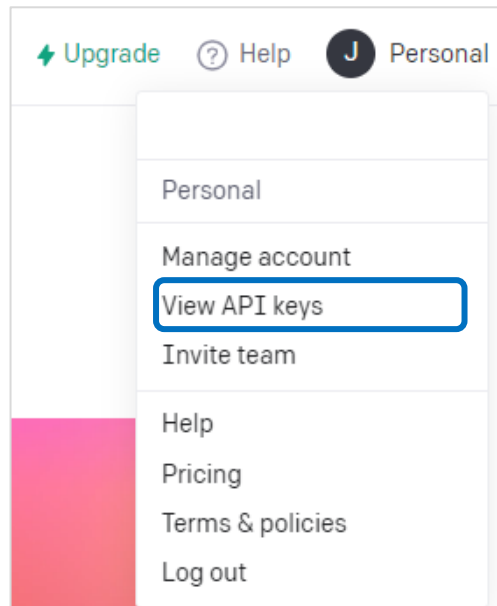 Upgrade Help J Personal
Personal
Manage account
View API keys
Invite team
Help
Pricing
Terms & policies
Log out